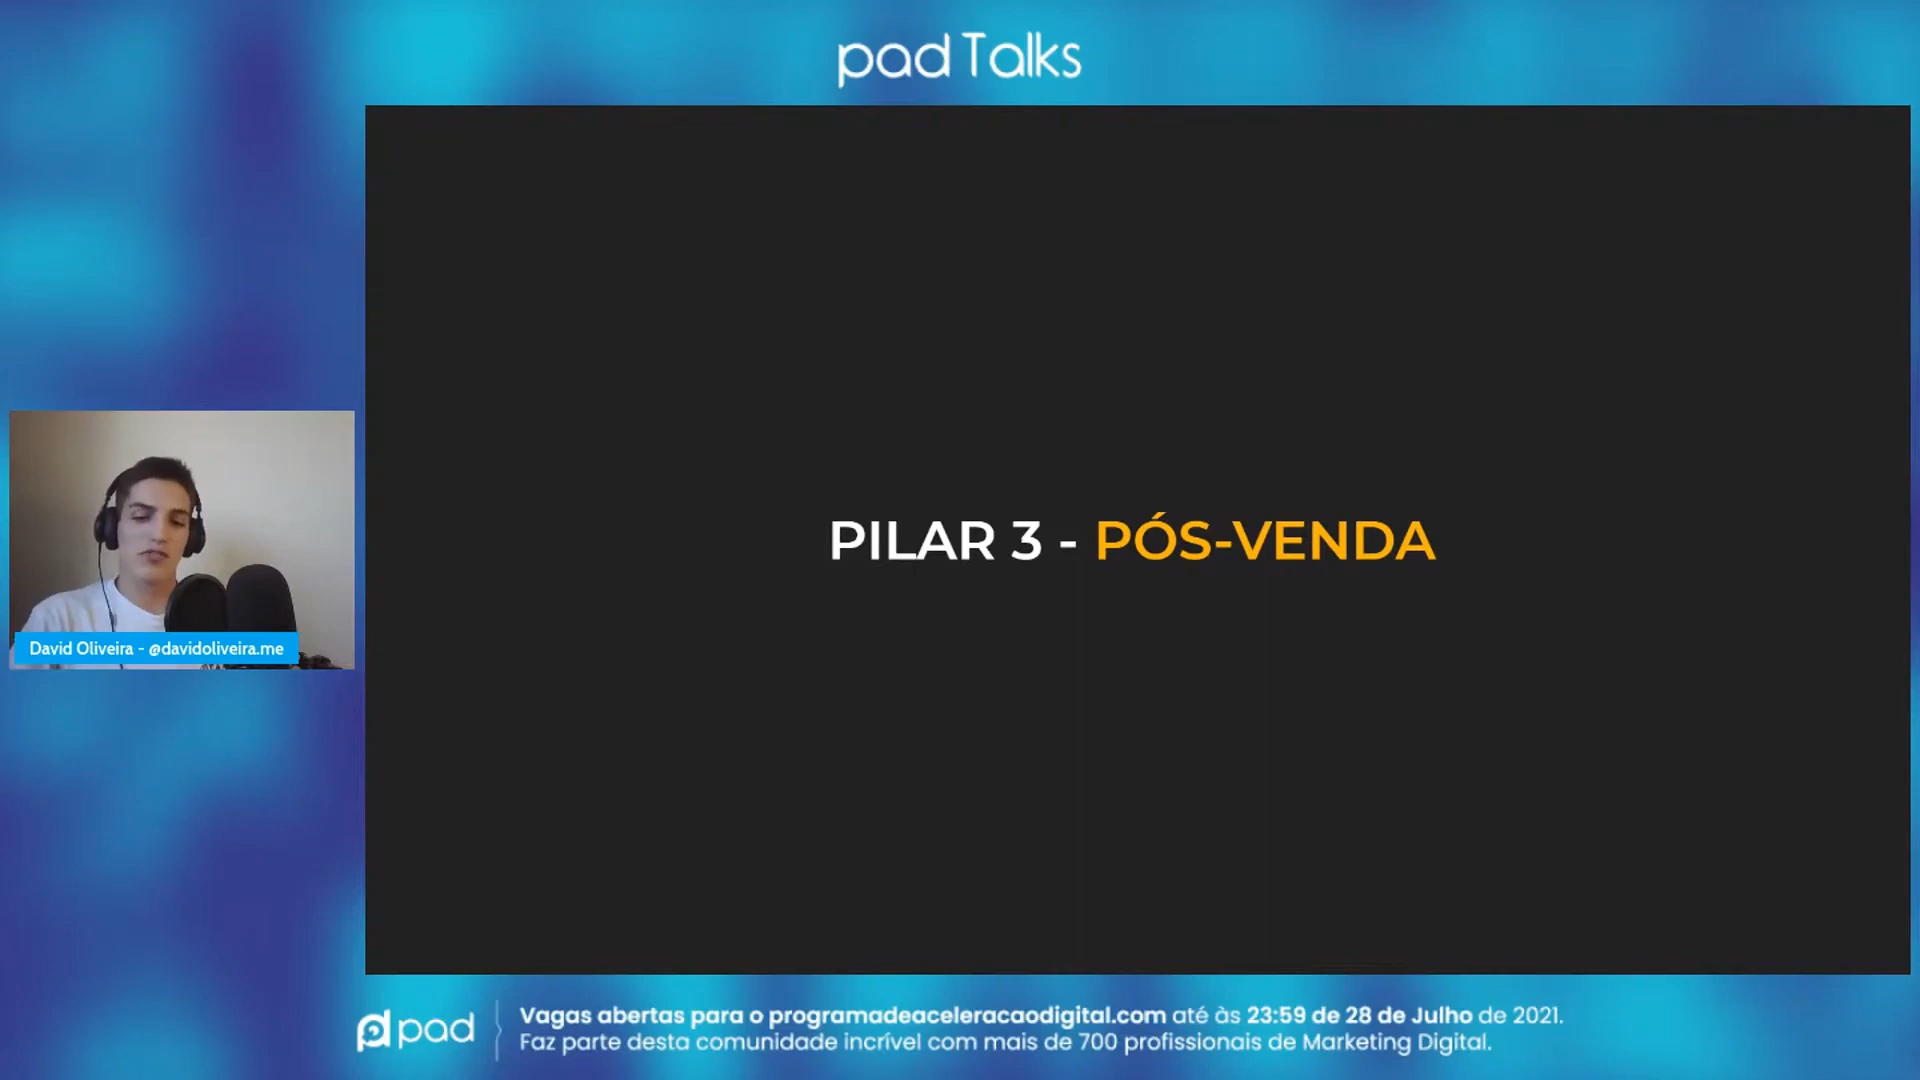 pad Talks
PILAR 3 - PÓS-VENDA
David Oliveira - @davidoliveira.me
pad
Vagas abertas para o programadeaceleracaodigital.com até às 23:59 de 28 de Julho de 2021.
Faz parte desta comunidade incrível com mais de 700 profissionais de Marketing Digital.